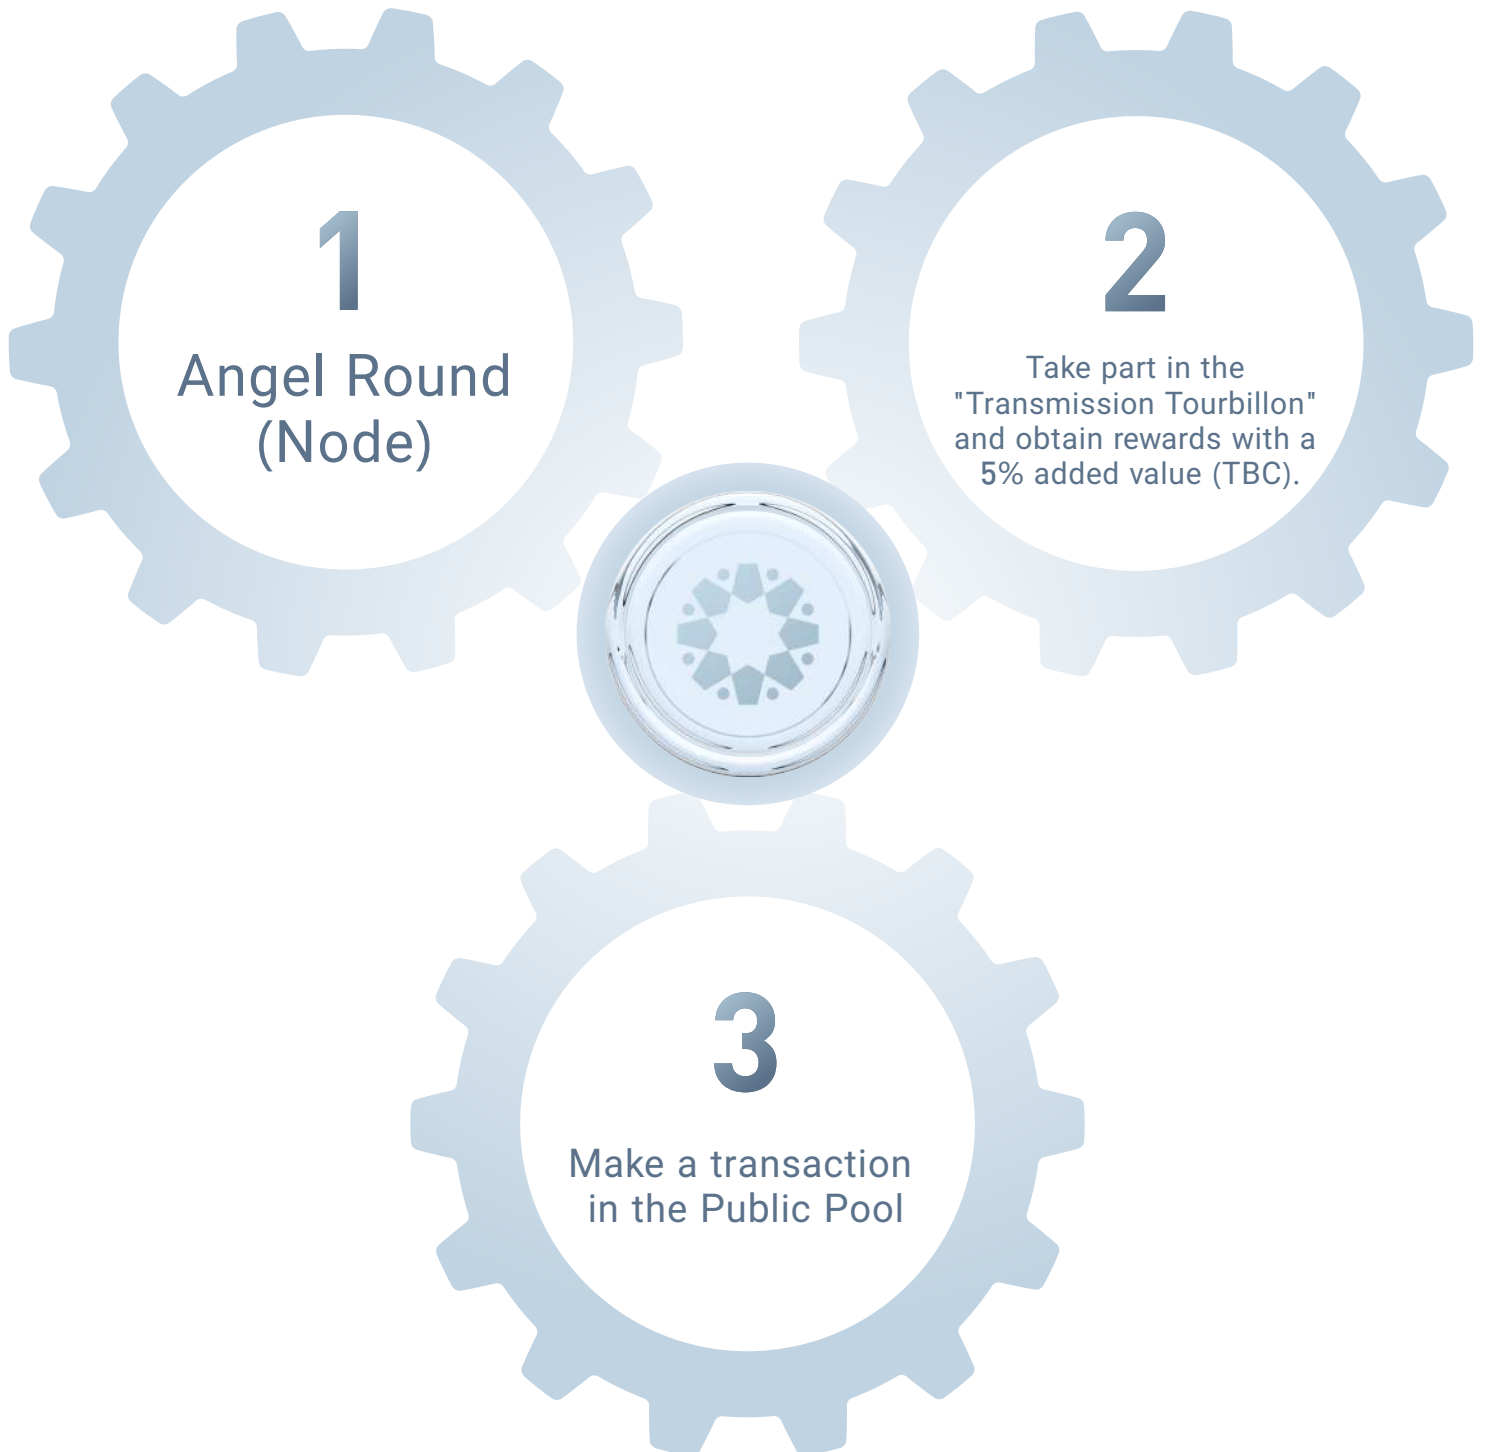 1
Angel Round
(Node)
2
Take part in the
"Transmission Tourbillon"
and obtain rewards with a
5% added value (TBC).
3
Make a transaction
in the Public Pool